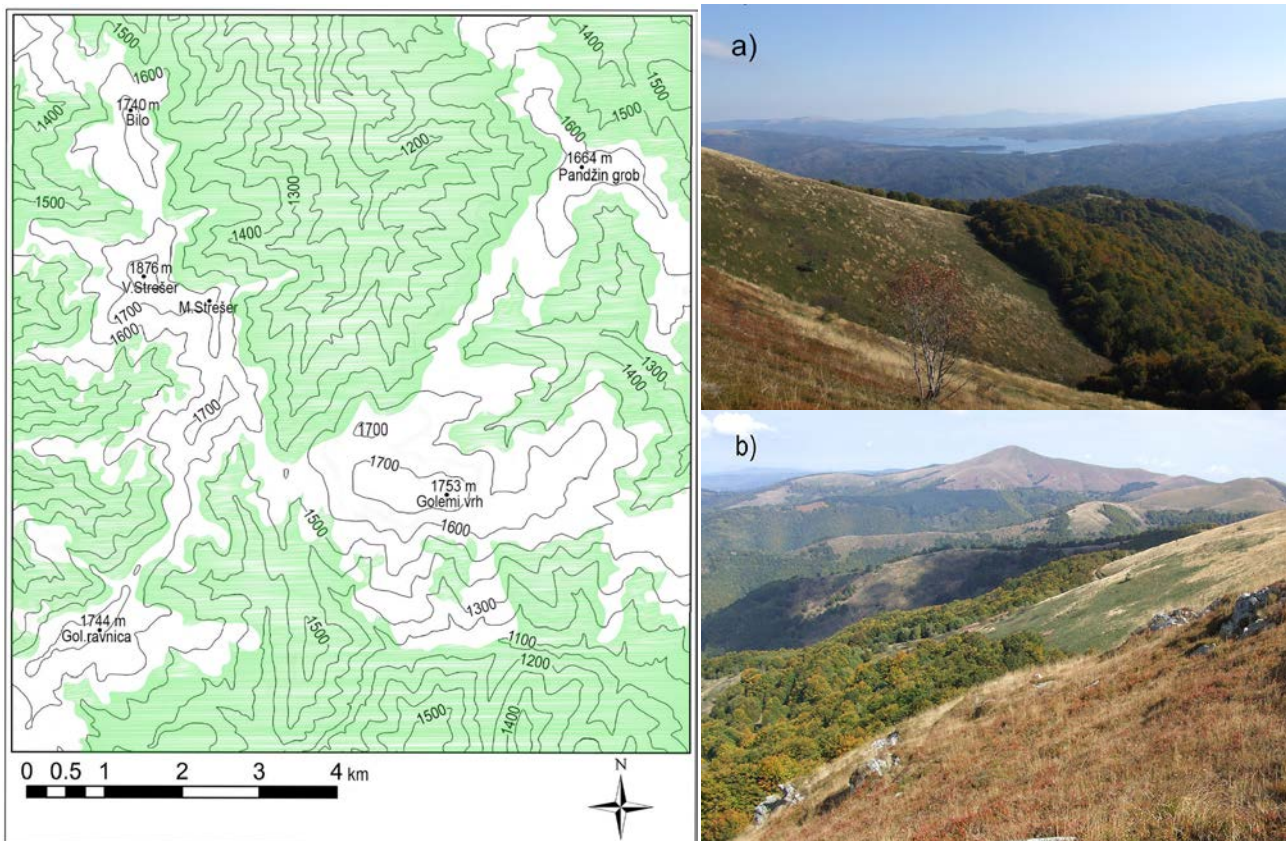 1500
1400
1600
1500
1740 m
Bilo
1400
1500
1600
1200
1664 m
Pandžin grob
1300
1500
1400
1876 m
V.Strešer
M.Strešer
1700
1600
1300
1400
1700
1700
1700
1753 m
Golemi vrh
1500
1600
1300
1744 m
Gol.ravnica
1500
1100
1200
1500
1400
0 0.5 1 2 3 4 km
N
a)
b)